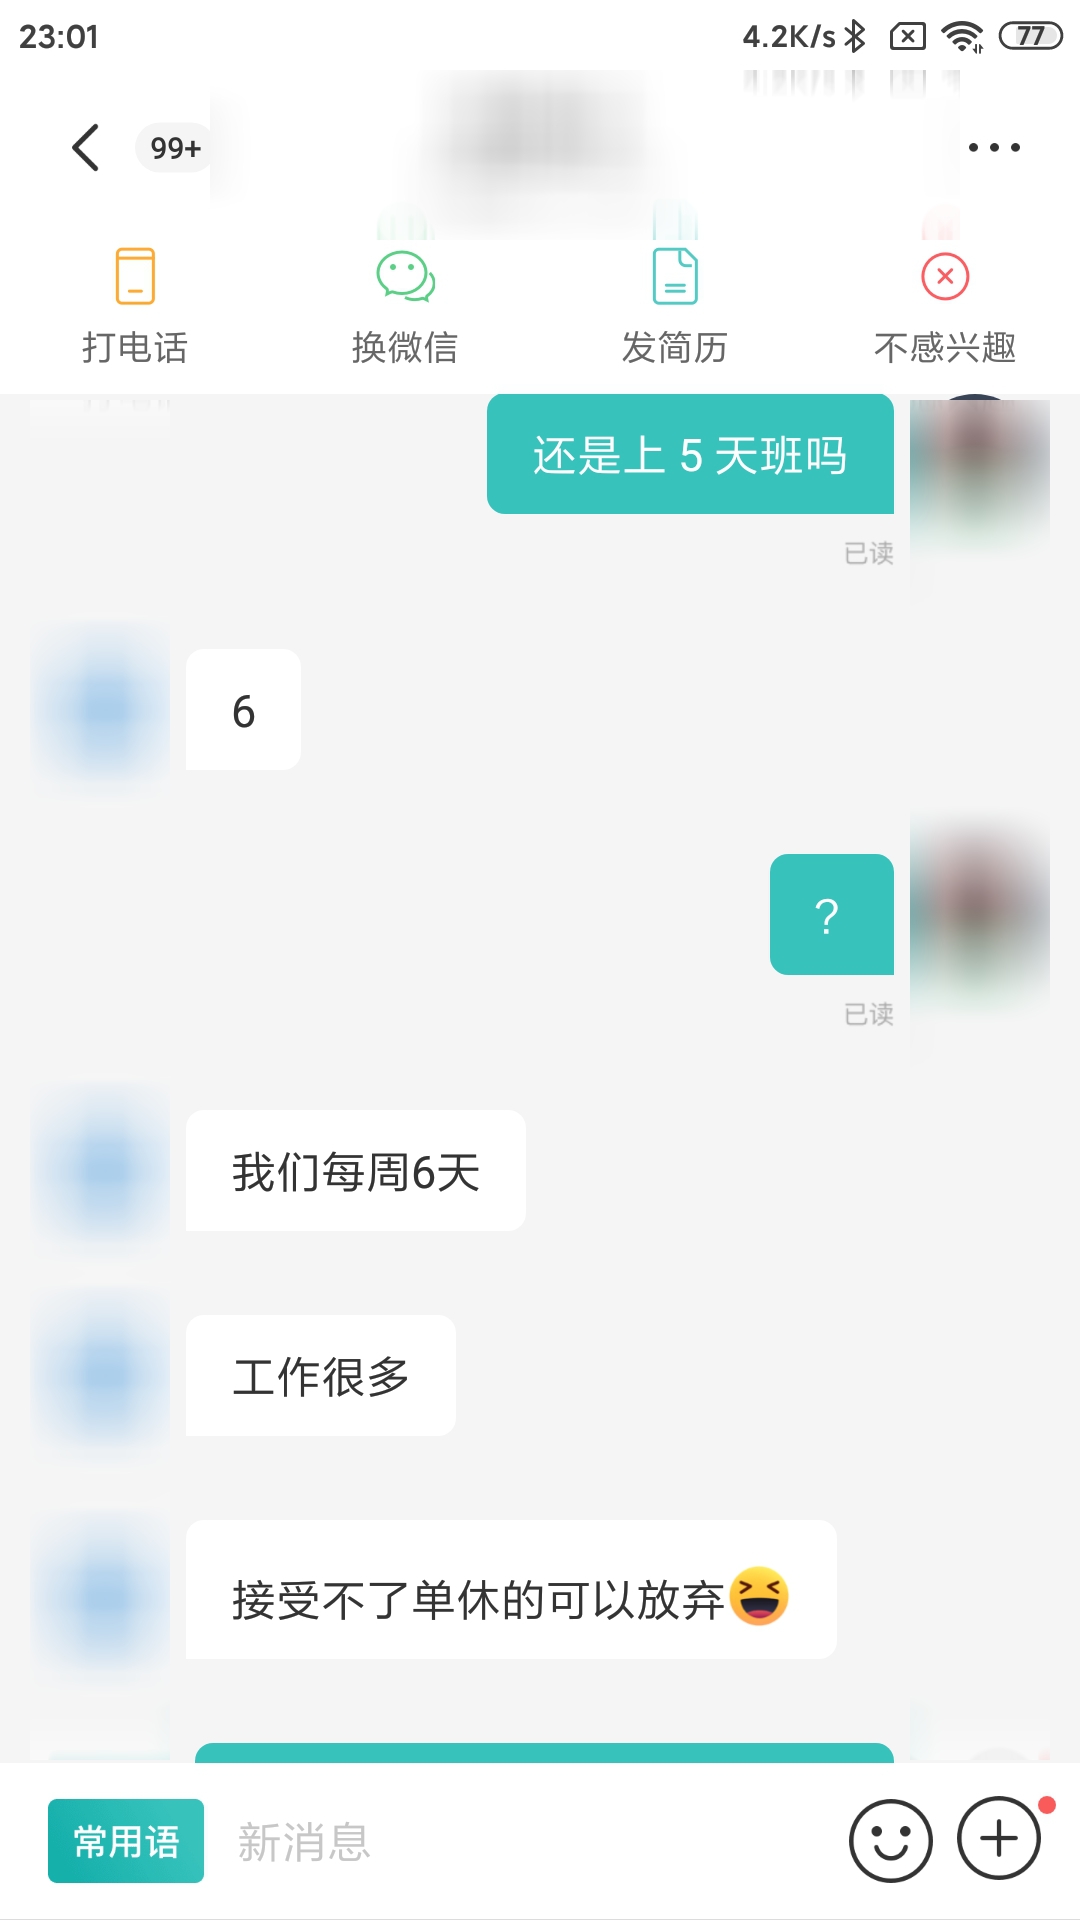 23:01 4.2K/s 77
99+
打电话 换微信 发简历 不感兴趣
还是上 5 天班吗
已读
6
?
已读
我们每周6天
工作很多
接受不了单休的可以放弃😆
常用语 新消息